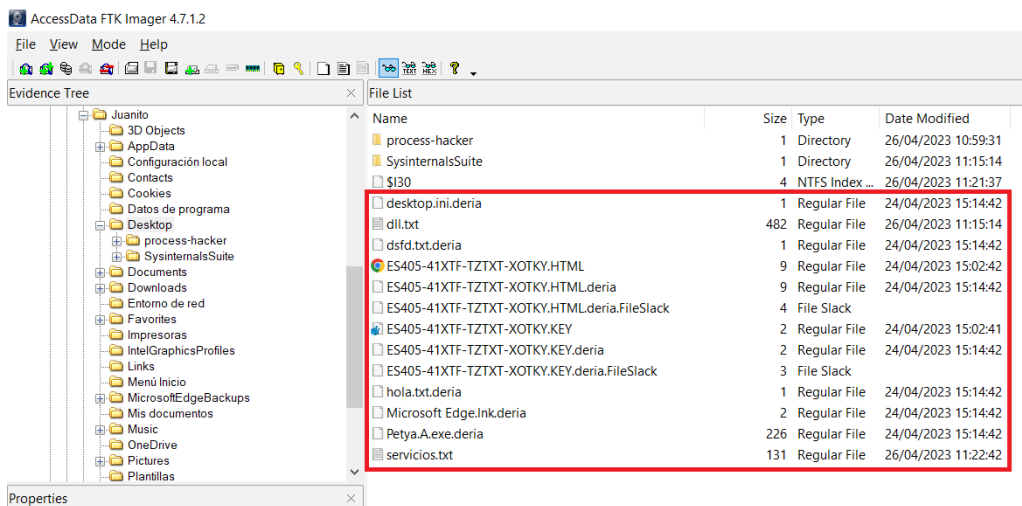 AccessData FTK Imager 4.7.1.2
File View Mode Help
Evidence Tree
Juanito
3D Objects
AppData
Configuración local
Contacts
Cookies
Datos de programa
Desktop
process-hacker
SysinternalsSuite
Documents
Downloads
Entorno de red
Favorites
Impresoras
IntelGraphicsProfiles
Links
Menú Inicio
MicrosoftEdgeBackups
Mis documentos
Music
OneDrive
Pictures
Plantillas
Properties
File List
Name Size Type Date Modified
process-hacker 1 Directory 26/04/2023 10:59:31
SysinternalsSuite 1 Directory 26/04/2023 11:15:14
$I30 4 NTFS Index ... 26/04/2023 11:21:37
desktop.ini.deria 1 Regular File 24/04/2023 15:14:42
dll.txt 482 Regular File 26/04/2023 11:15:14
dsfd.txt.deria 1 Regular File 24/04/2023 15:14:42
ES405-41XTF-TZTXT-XOTKY.HTML 9 Regular File 24/04/2023 15:02:42
ES405-41XTF-TZTXT-XOTKY.HTML.deria 9 Regular File 24/04/2023 15:14:42
ES405-41XTF-TZTXT-XOTKY.HTML.deria.FileSlack 4 File Slack
ES405-41XTF-TZTXT-XOTKY.KEY 2 Regular File 24/04/2023 15:02:41
ES405-41XTF-TZTXT-XOTKY.KEY.deria 2 Regular File 24/04/2023 15:14:42
ES405-41XTF-TZTXT-XOTKY.KEY.deria.FileSlack 3 File Slack
hola.txt.deria 1 Regular File 24/04/2023 15:14:42
Microsoft Edge.lnk.deria 2 Regular File 24/04/2023 15:14:42
Petya.A.exe.deria 226 Regular File 24/04/2023 15:14:42
servicios.txt 131 Regular File 26/04/2023 11:22:42